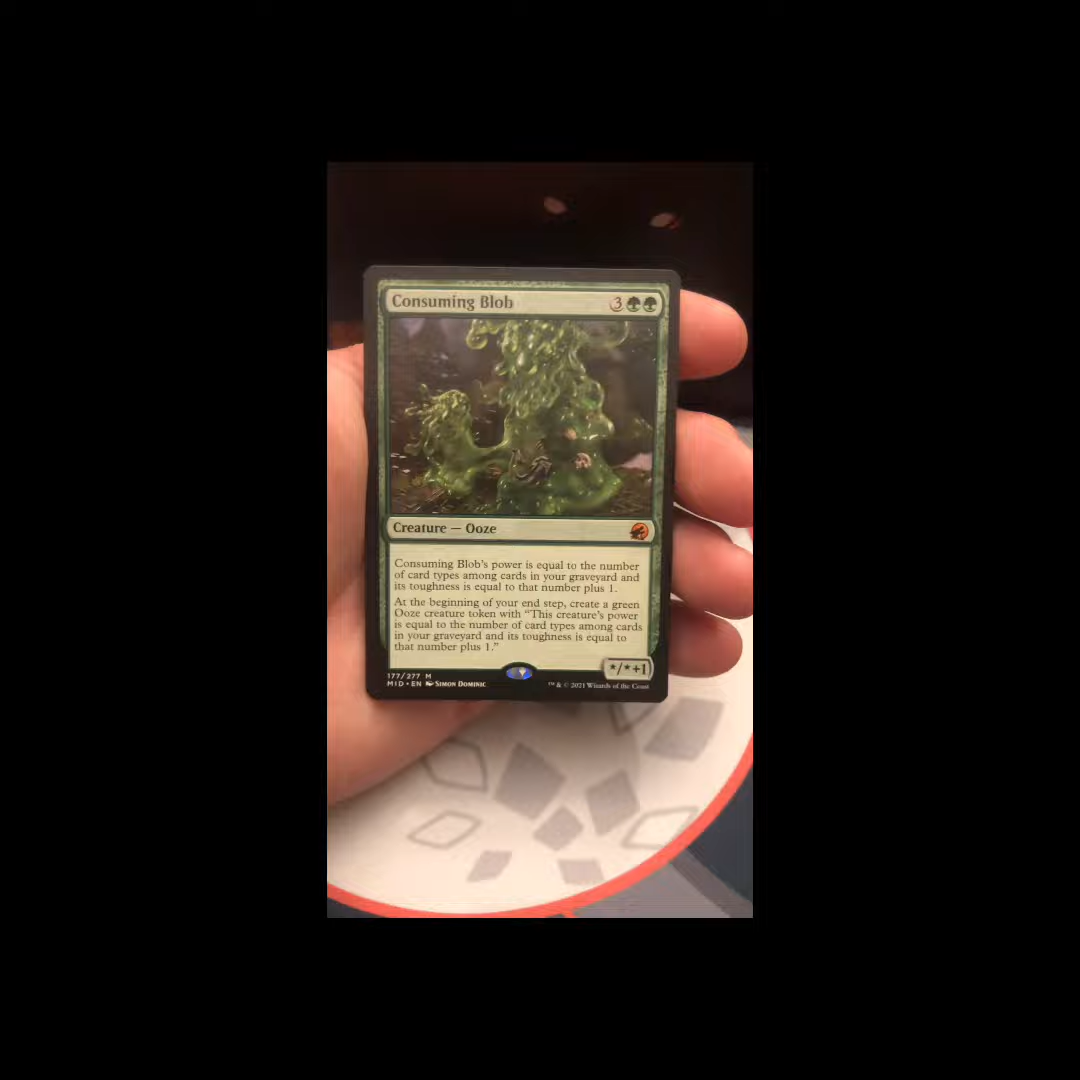 Consuming Blob 3
Creature — Ooze
Consuming Blob's power is equal to the number
of card types among cards in your graveyard and
its toughness is equal to that number plus 1.
At the beginning of your end step, create a green
Ooze creature token with “This creature's power
is equal to the number of card types among cards
in your graveyard and its toughness is equal to
that number plus 1.”
*/*+1
177/277 M
MID • EN SIMON DOMINIC
™ & © 2021 Wizards of the Coast